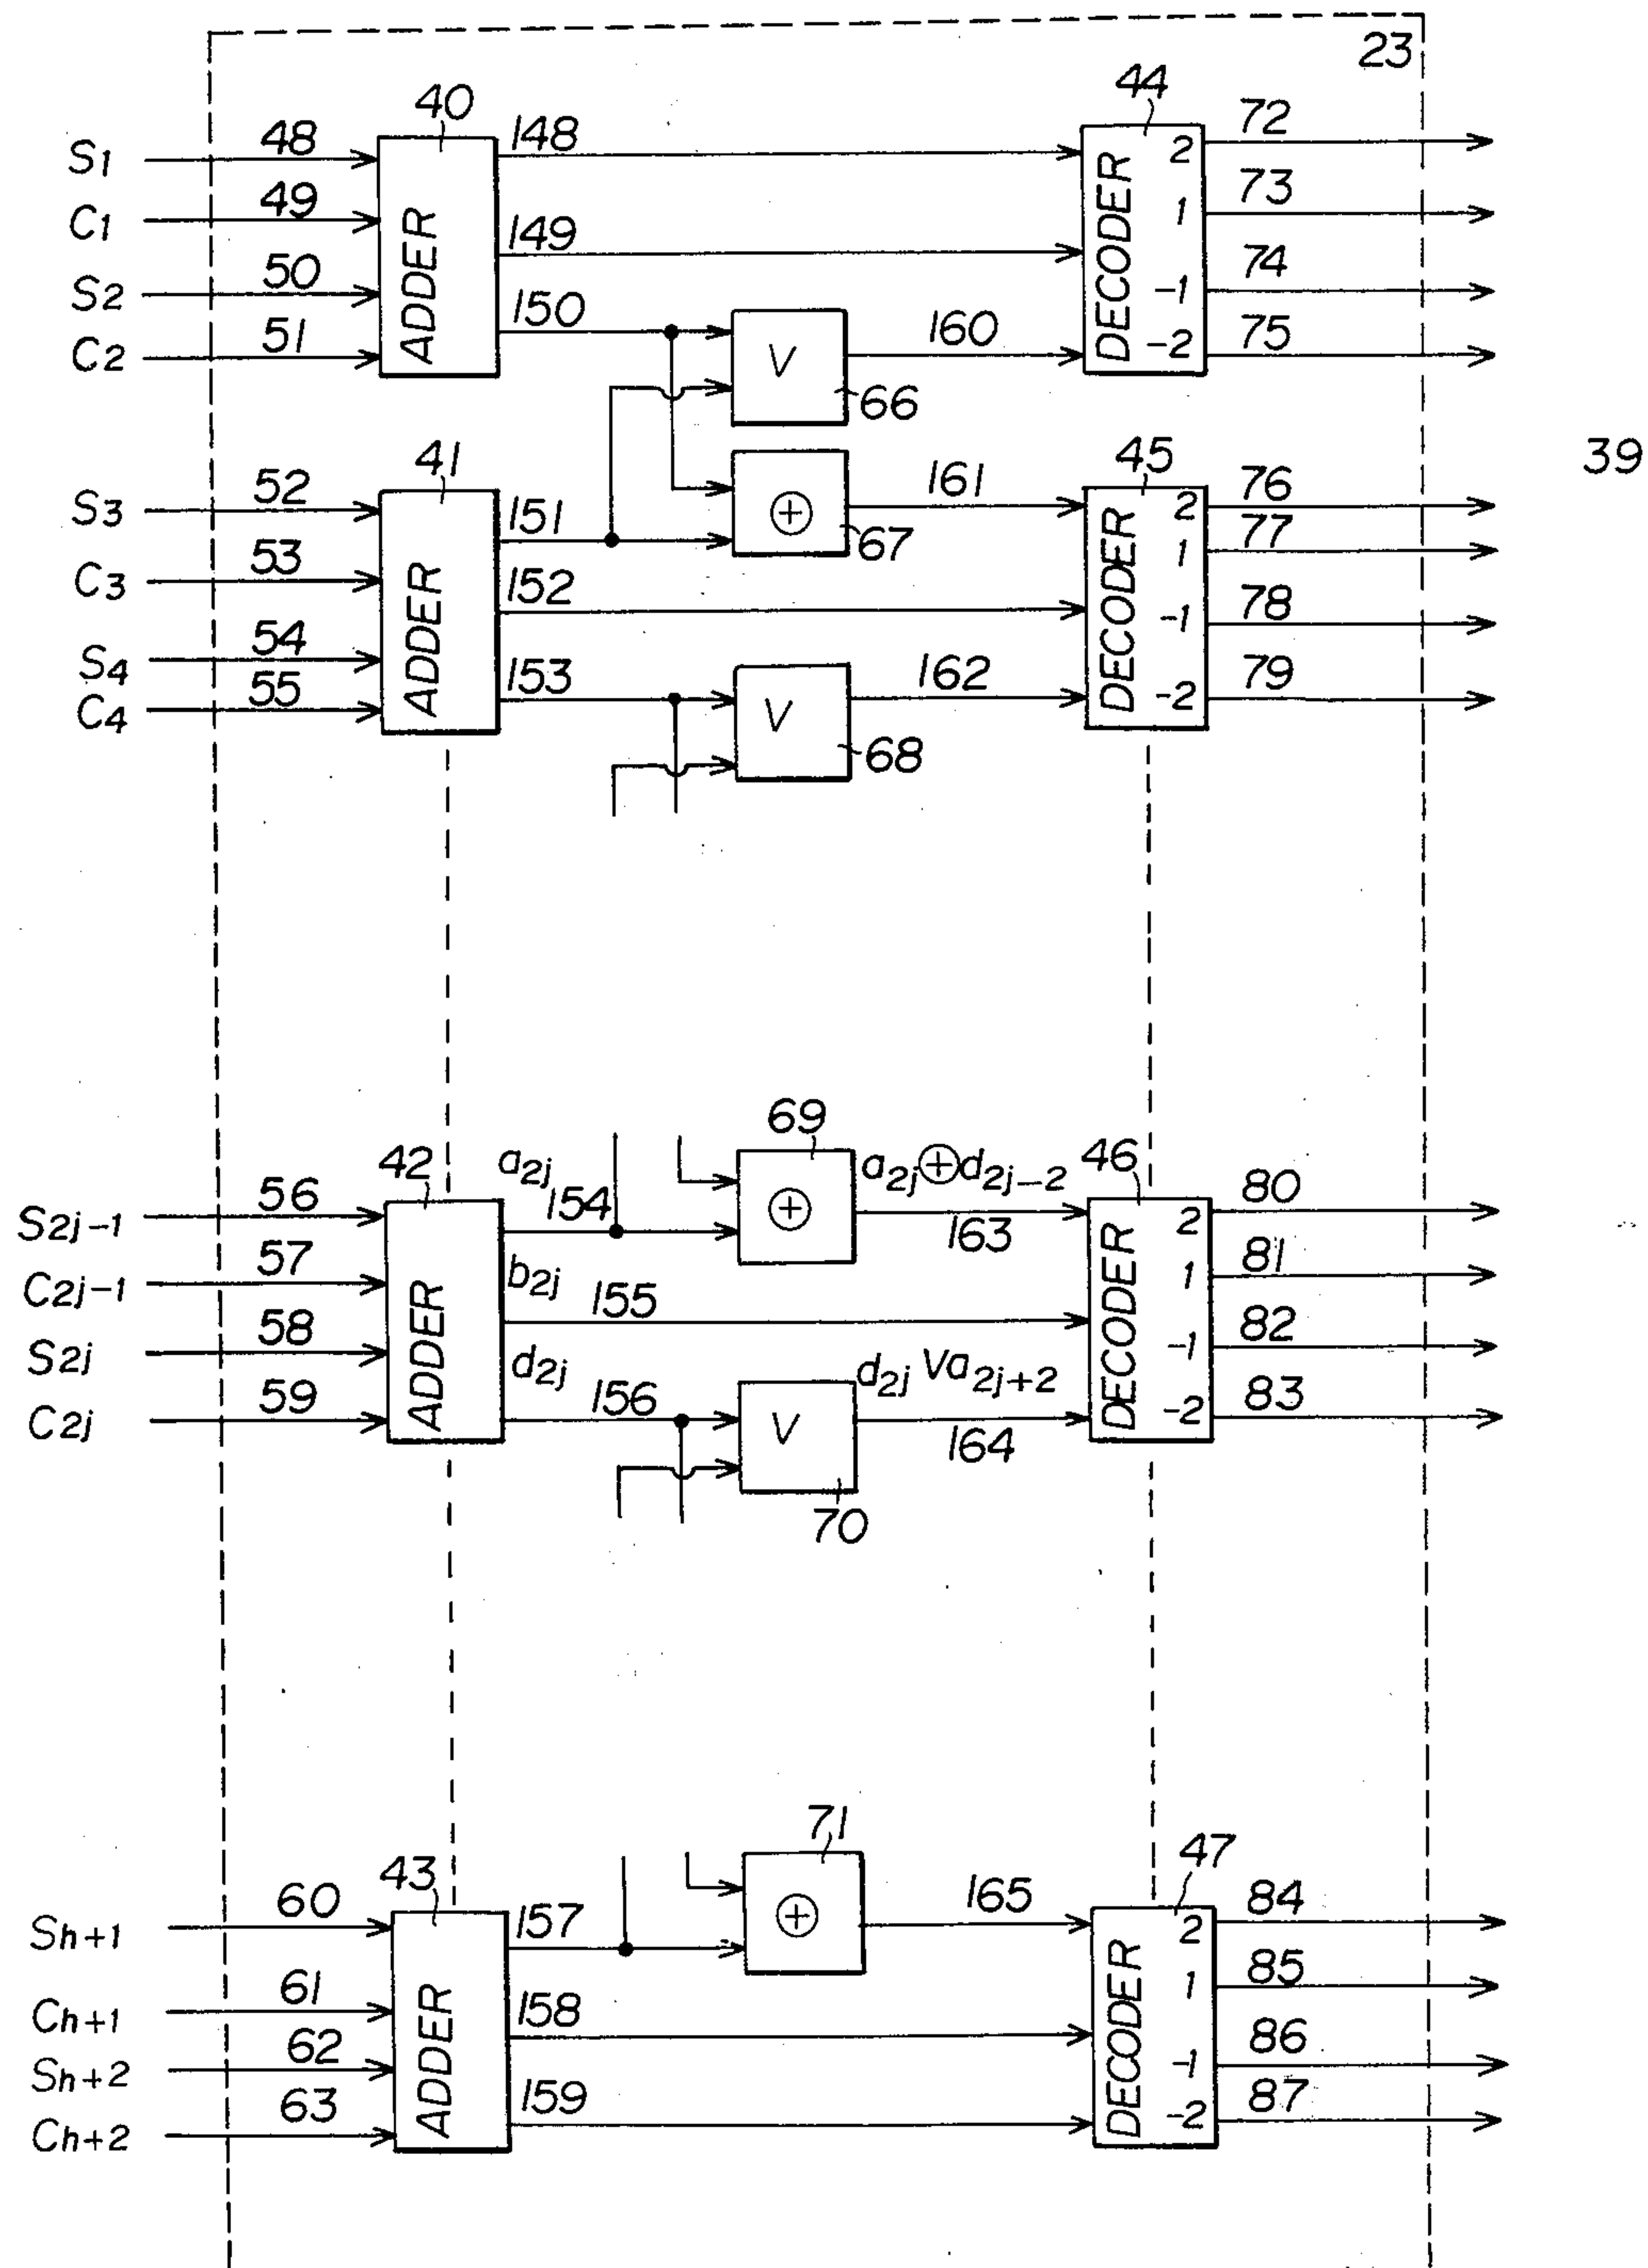 23
40
44
S1 48 148 2 72
C1 49 149 1 73
S2 50 150 160 -1 74
C2 51 -2 75
ADDER
V
66
DECODER
39
41
45
S3 52 151 161 2 76
C3 53 152 1 77
S4 54 153 162 -1 78
C4 55 -2 79
ADDER
⊕
67
V
68
DECODER
69
42
46
S2j-1 56 a2j 154 a2j⊕d2j-2 163 2 80
C2j-1 57 b2j 155 1 81
S2j 58 d2j 156 d2j Va2j+2 164 -1 82
C2j 59 -2 83
ADDER
⊕
V
70
DECODER
71
43
47
Sh+1 60 157 165 2 84
Ch+1 61 158 1 85
Sh+2 62 159 -1 86
Ch+2 63 -2 87
ADDER
⊕
DECODER